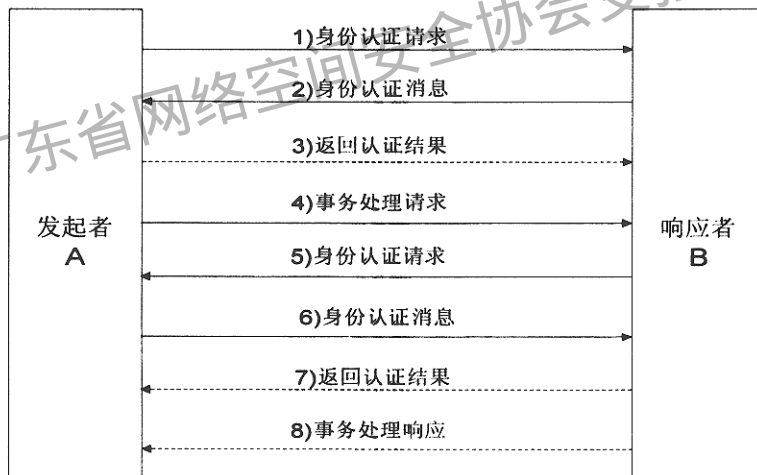 1)身份认证请求
2)身份认证消息
3)返回认证结果
4)事务处理请求
发起者
A
响应者
B
5)身份认证请求
6)身份认证消息
7)返回认证结果
8)事务处理响应
东省网络空间安全协会